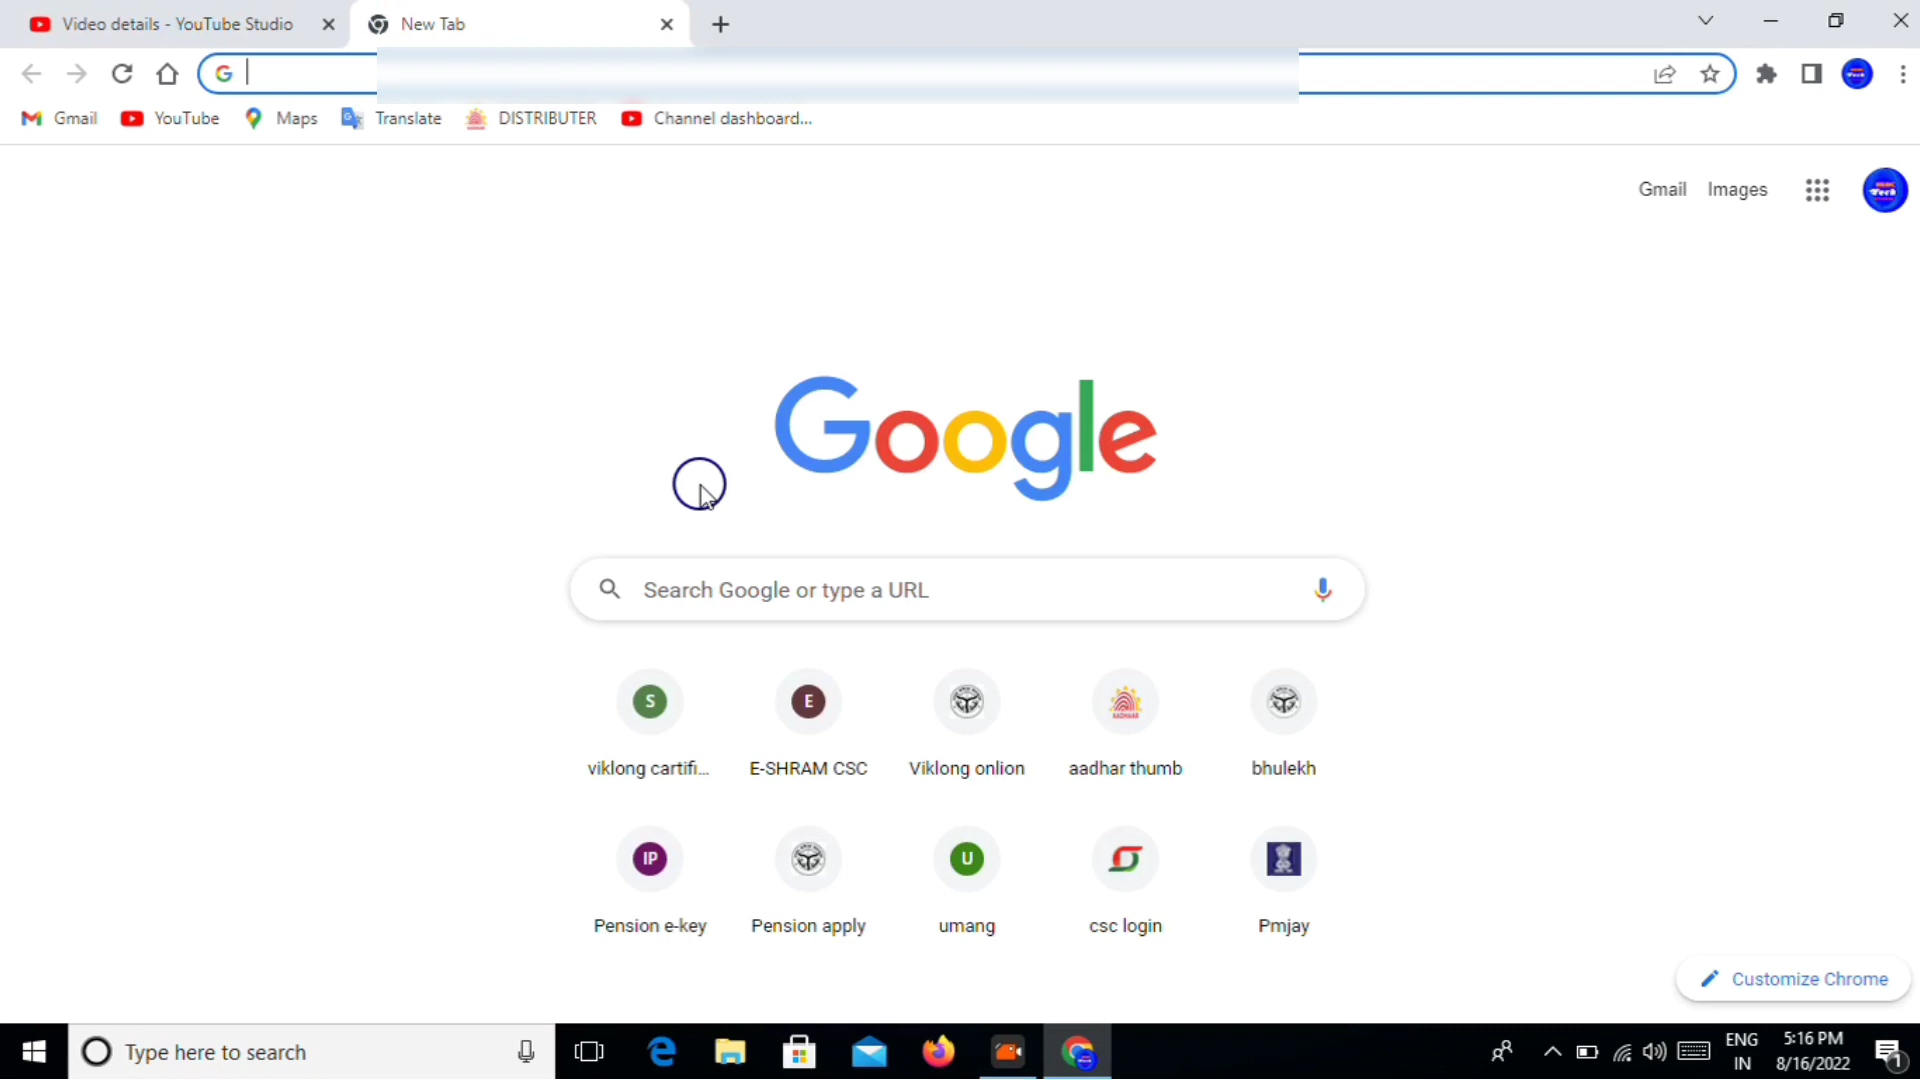 Video details - YouTube Studio
New Tab
Gmail
YouTube
Maps
Translate
DISTRIBUTER
Channel dashboard...
Gmail
Images
Google
Search Google or type a URL
S
E
AADHAAR
viklong cartifi...
E-SHRAM CSC
Viklong onlion
aadhar thumb
bhulekh
IP
U
Pension e-key
Pension apply
umang
csc login
Pmjay
Customize Chrome
Type here to search
ENG
IN
5:16 PM
8/16/2022
1